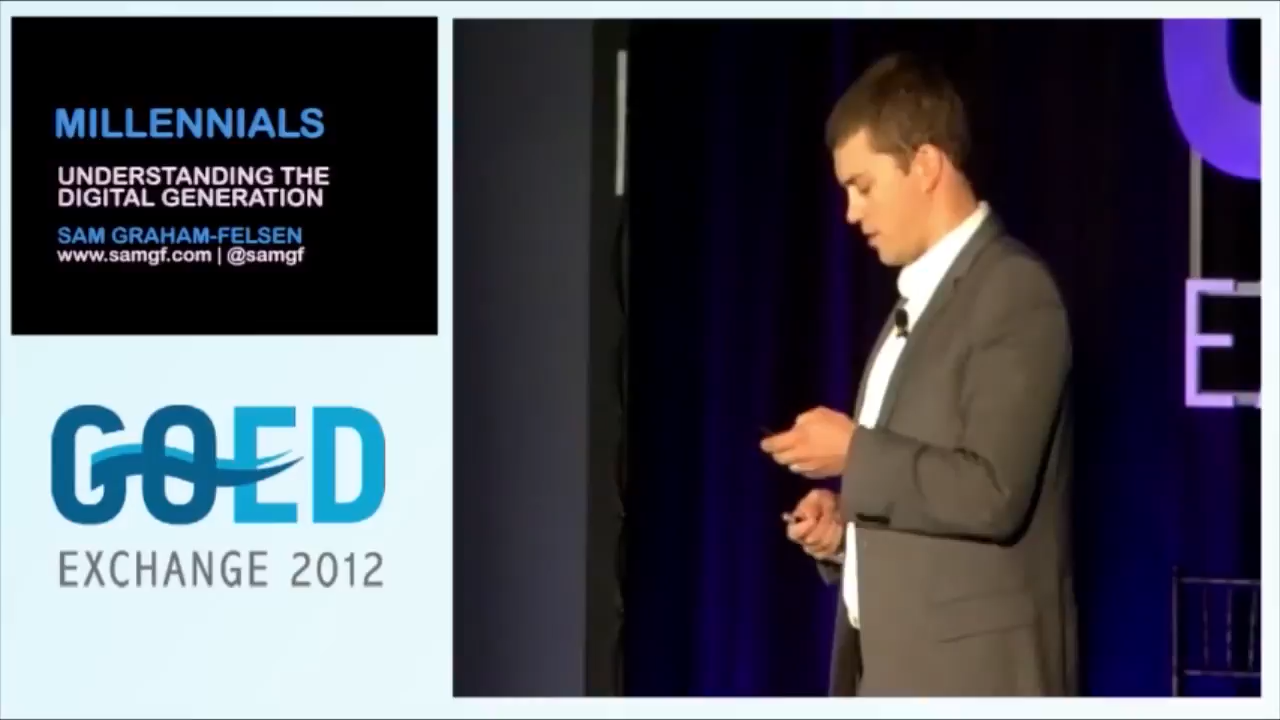 MILLENNIALS
UNDERSTANDING THE
DIGITAL GENERATION
SAM GRAHAM-FELSEN
www.samgf.com | @samgf
GOED
EXCHANGE 2012
E